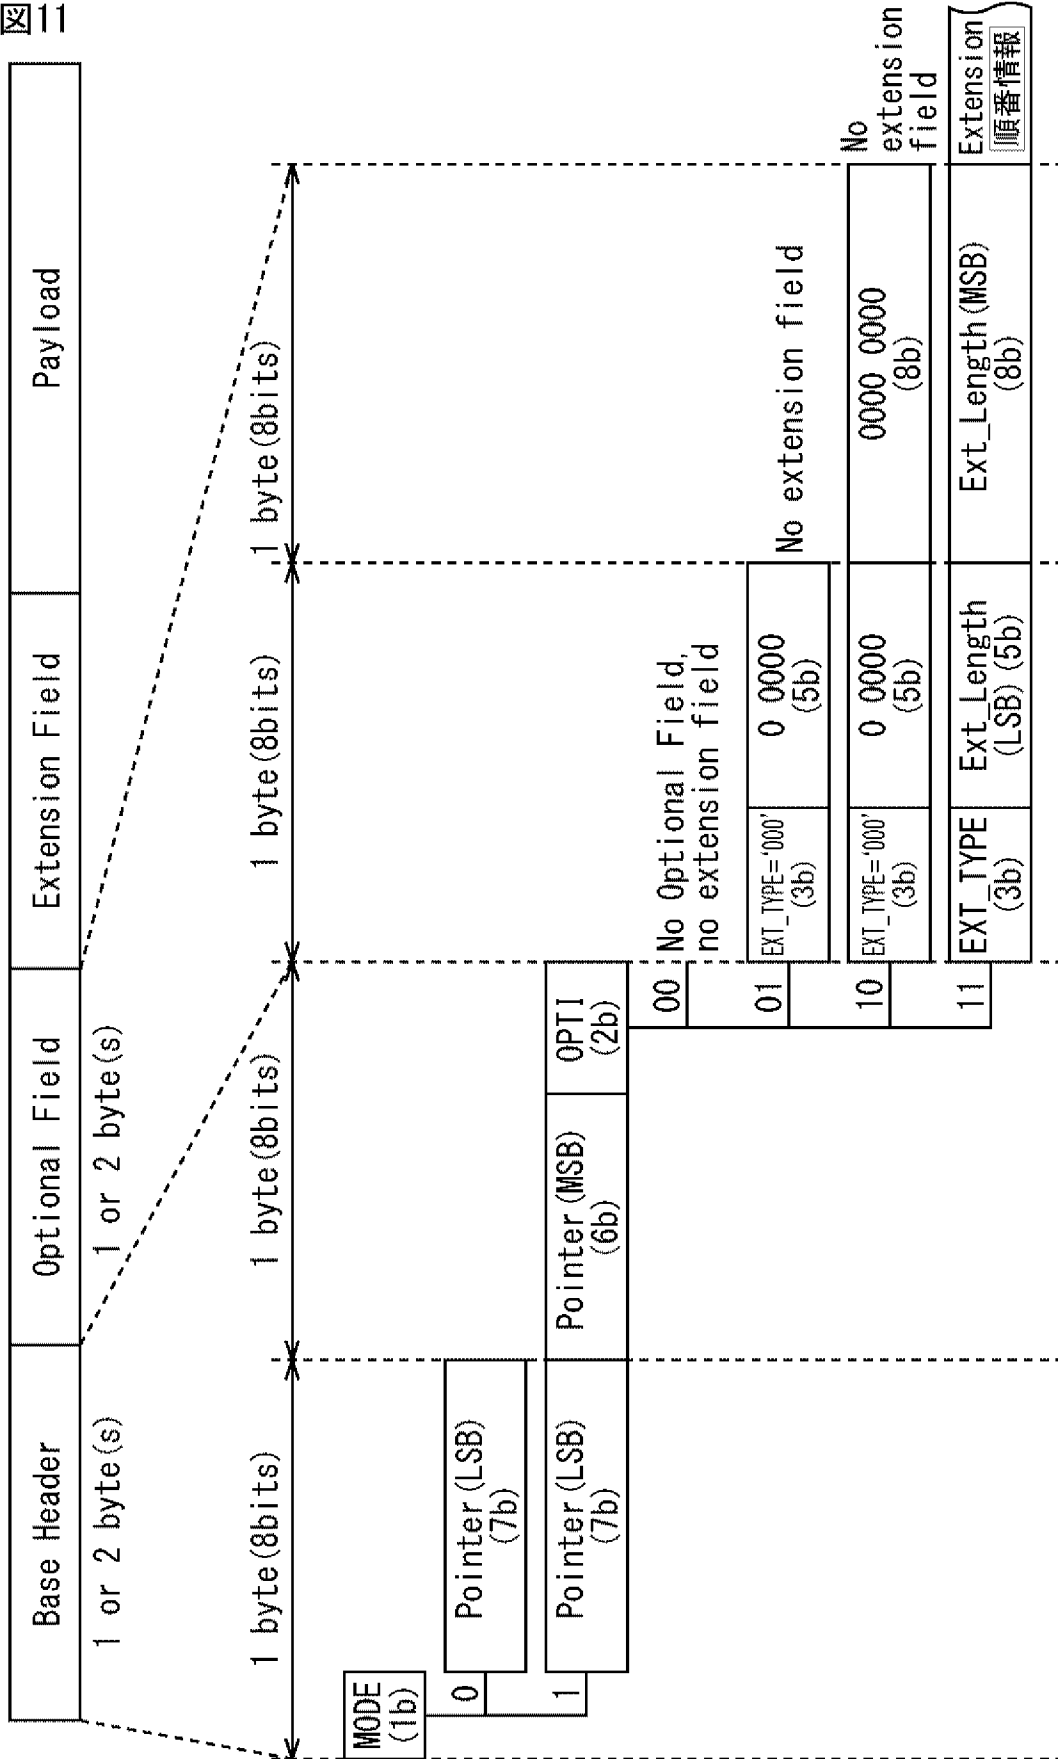 図11
Base Header
Optional Field
Extension Field
Payload
1 or 2 byte(s)
1 or 2 byte(s)
1 byte(8bits)
1 byte(8bits)
1 byte(8bits)
1 byte(8bits)
MODE
(1b)
0
Pointer(LSB)
(7b)
1
Pointer(LSB)
(7b)
Pointer(MSB)
(6b)
OPTI
(2b)
00
No Optional Field,
no extension field
01
EXT_TYPE='000'
(3b)
0 0000
(5b)
No extension field
10
EXT_TYPE='000'
(3b)
0 0000
(5b)
0000 0000
(8b)
No
extension
field
11
EXT_TYPE
(3b)
Ext_Length
(LSB)(5b)
Ext_Length(MSB)
(8b)
Extension
順番情報